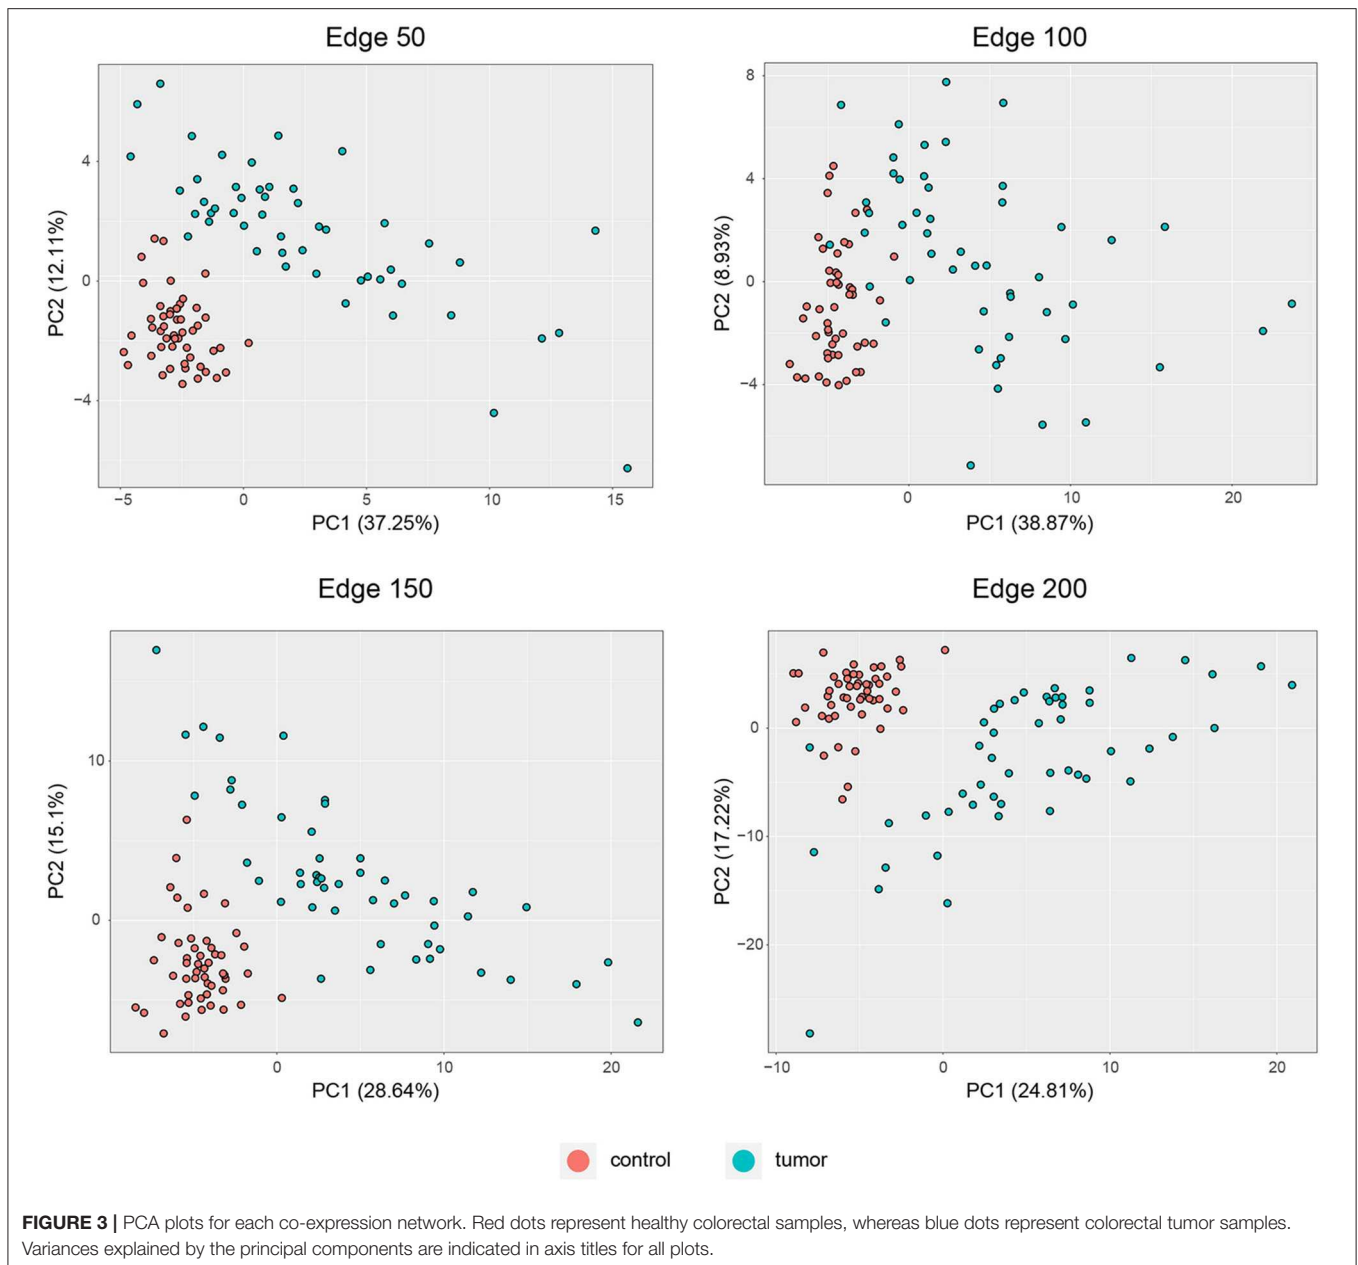 Edge 50
4
0
−4
PC2 (12.11%)
−5 0 5 10 15
PC1 (37.25%)
Edge 100
8
4
0
−4
PC2 (8.93%)
0 10 20
PC1 (38.87%)
Edge 150
10
0
PC2 (15.1%)
0 10 20
PC1 (28.64%)
Edge 200
0
−10
−20
PC2 (17.22%)
−10 0 10 20
PC1 (24.81%)
control tumor
FIGURE 3 | PCA plots for each co-expression network. Red dots represent healthy colorectal samples, whereas blue dots represent colorectal tumor samples.
Variances explained by the principal components are indicated in axis titles for all plots.